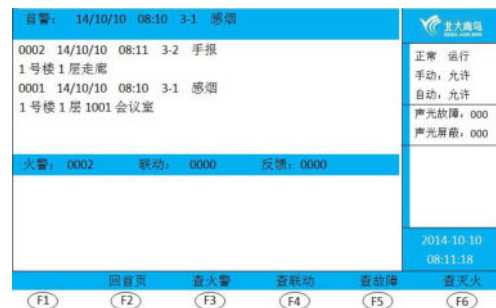 首警: 14/10/10 08:10 3-1 感烟
北大青鸟
0002 14/10/10 08:11 3-2 手报
1号楼1层走廊
0001 14/10/10 08:10 3-1 感烟
1号楼1层1001会议室
正常 运行
手动: 允许
自动: 允许
声光故障: 000
声光屏蔽: 000
火警: 0002 联动: 0000 反馈: 0000
2014-10-10
08:11:18
回首页 查火警 查联动 查故障 查灭火
F1 F2 F3 F4 F5 F6